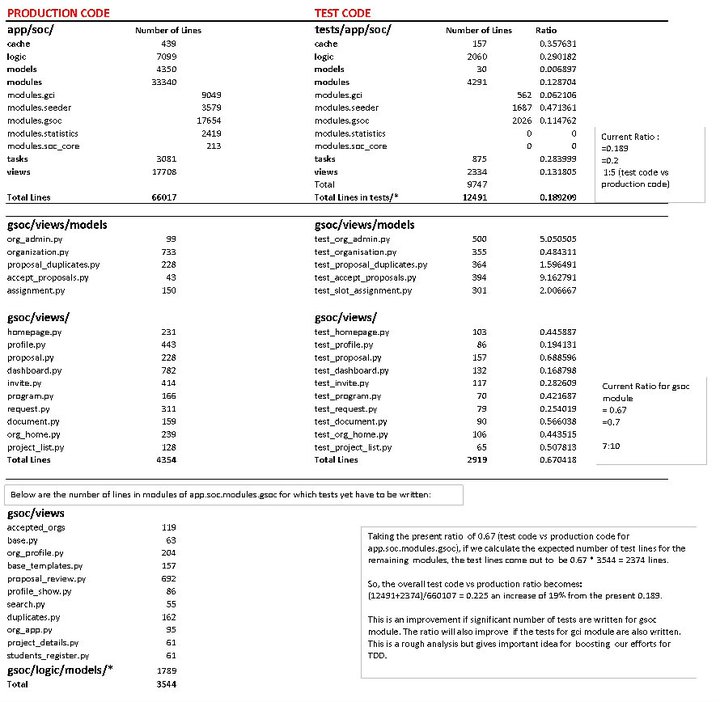 PRODUCTION CODE TEST CODE
app/soc/ Number of Lines tests/app/soc/ Number of Lines Ratio
cache 439 cache 157 0.357631
logic 7099 logic 2060 0.290182
models 4350 models 30 0.006897
modules 33340 modules 4291 0.128704
modules.gci 9049 modules.gci 562 0.062106
modules.seeder 3579 modules.seeder 1687 0.471361
modules.gsoc 17654 modules.gsoc 2026 0.114762
modules.statistics 2419 modules.statistics 0 0
modules.soc_core 213 modules.soc_core 0 0
tasks 3081 tasks 875 0.283999
views 17708 views 2334 0.131805
Total 9747
Total Lines 66017 Total Lines in tests/* 12491 0.189209
Current Ratio :
=0.189
=0.2
1:5 (test code vs
production code)
gsoc/views/models gsoc/views/models
org_admin.py 99 test_org_admin.py 500 5.050505
organization.py 733 test_organisation.py 355 0.484311
proposal_duplicates.py 228 test_proposal_duplicates.py 364 1.596491
accept_proposals.py 43 test_accept_proposals.py 394 9.162791
assignment.py 150 test_slot_assignment.py 301 2.006667
gsoc/views/ gsoc/views/
homepage.py 231 test_homepage.py 103 0.445887
profile.py 443 test_profile.py 86 0.194131
proposal.py 228 test_proposal.py 157 0.688596
dashboard.py 782 test_dashboard.py 132 0.168798
invite.py 414 test_invite.py 117 0.282609
program.py 166 test_program.py 70 0.421687
request.py 311 test_request.py 79 0.254019
document.py 159 test_document.py 90 0.566038
org_home.py 239 test_org_home.py 106 0.443515
project_list.py 128 test_project_list.py 65 0.507813
Total Lines 4354 Total Lines 2919 0.670418
Current Ratio for gsoc
module
= 0.67
=0.7
7:10
Below are the number of lines in modules of app.soc.modules.gsoc for which tests yet have to be written:
gsoc/views
accepted_orgs 119
base.py 63
org_profile.py 204
base_templates.py 157
proposal_review.py 692
profile_show.py 86
search.py 55
duplicates.py 162
org_app.py 95
project_details.py 61
students_register.py 61
gsoc/logic/models/* 1789
Total 3544
Taking the present ratio of 0.67 (test code vs production code for
app.soc.modules.gsoc), if we calculate the expected number of test lines for the
remaining modules, the test lines come out to be 0.67 * 3544 = 2374 lines.
So, the overall test code vs production ratio becomes:
(12491+2374)/660107 = 0.225 an increase of 19% from the present 0.189.
This is an improvement if significant number of tests are written for gsoc
module. The ratio will also improve if the tests for gci module are also written.
This is a rough analysis but gives important idea for boosting our efforts for
TDD.